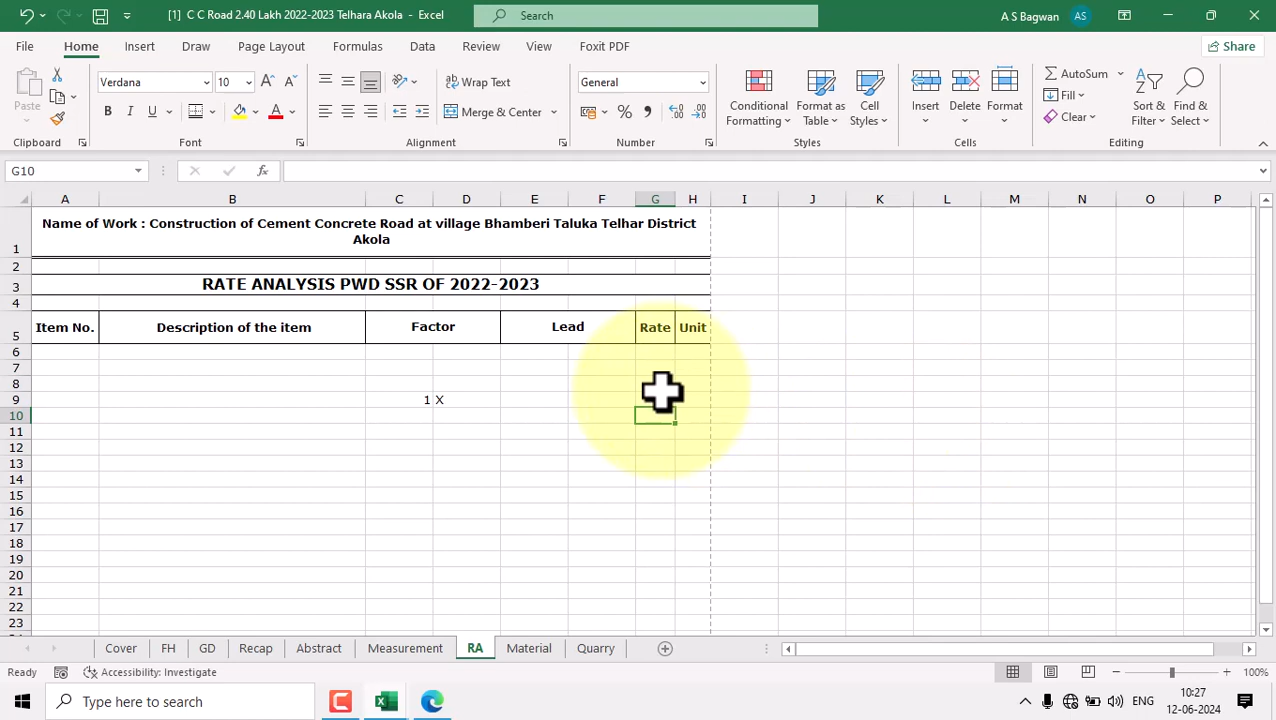 [1] C C Road 2.40 Lakh 2022-2023 Telhara Akola - Excel
Search
A S Bagwan AS
File Home Insert Draw Page Layout Formulas Data Review View Foxit PDF Share
Paste
Verdana 10
B I U A
Wrap Text
Merge & Center
General
Conditional Formatting
Format as Table
Cell Styles
Insert
Delete
Format
AutoSum
Fill
Clear
Sort & Filter
Find & Select
Clipboard Font Alignment Number Styles Cells Editing
G10 fx
A B C D E F G H I J K L M N O P
1 Name of Work : Construction of Cement Concrete Road at village Bhamberi Taluka Telhar District
Akola
2
3 RATE ANALYSIS PWD SSR OF 2022-2023
4
5 Item No. Description of the item Factor Lead Rate Unit
6
7
8
9 1 X
10
11
12
13
14
15
16
17
18
19
20
21
22
23
Cover FH GD Recap Abstract Measurement RA Material Quarry
Ready Accessibility: Investigate 100%
Type here to search
ENG
10:27
12-06-2024